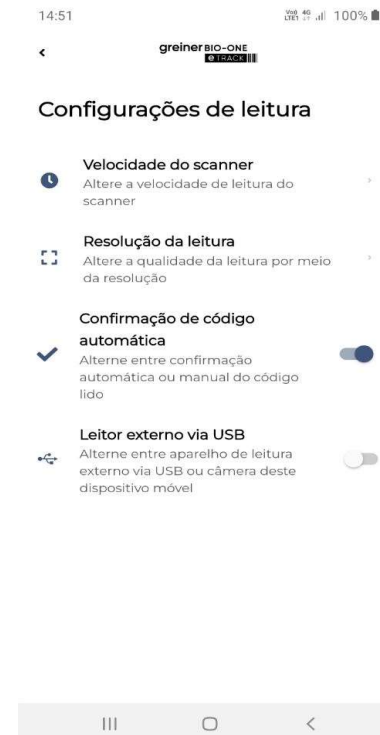 14:51
Vo)) 4G LTE1 100%
greiner BIO-ONE
e TRACK
Configurações de leitura
Velocidade do scanner
Altere a velocidade de leitura do
scanner
Resolução da leitura
Altere a qualidade da leitura por meio
da resolução
Confirmação de código
automática
Alterne entre confirmação
automática ou manual do código
lido
Leitor externo via USB
Alterne entre aparelho de leitura
externo via USB ou câmera deste
dispositivo móvel